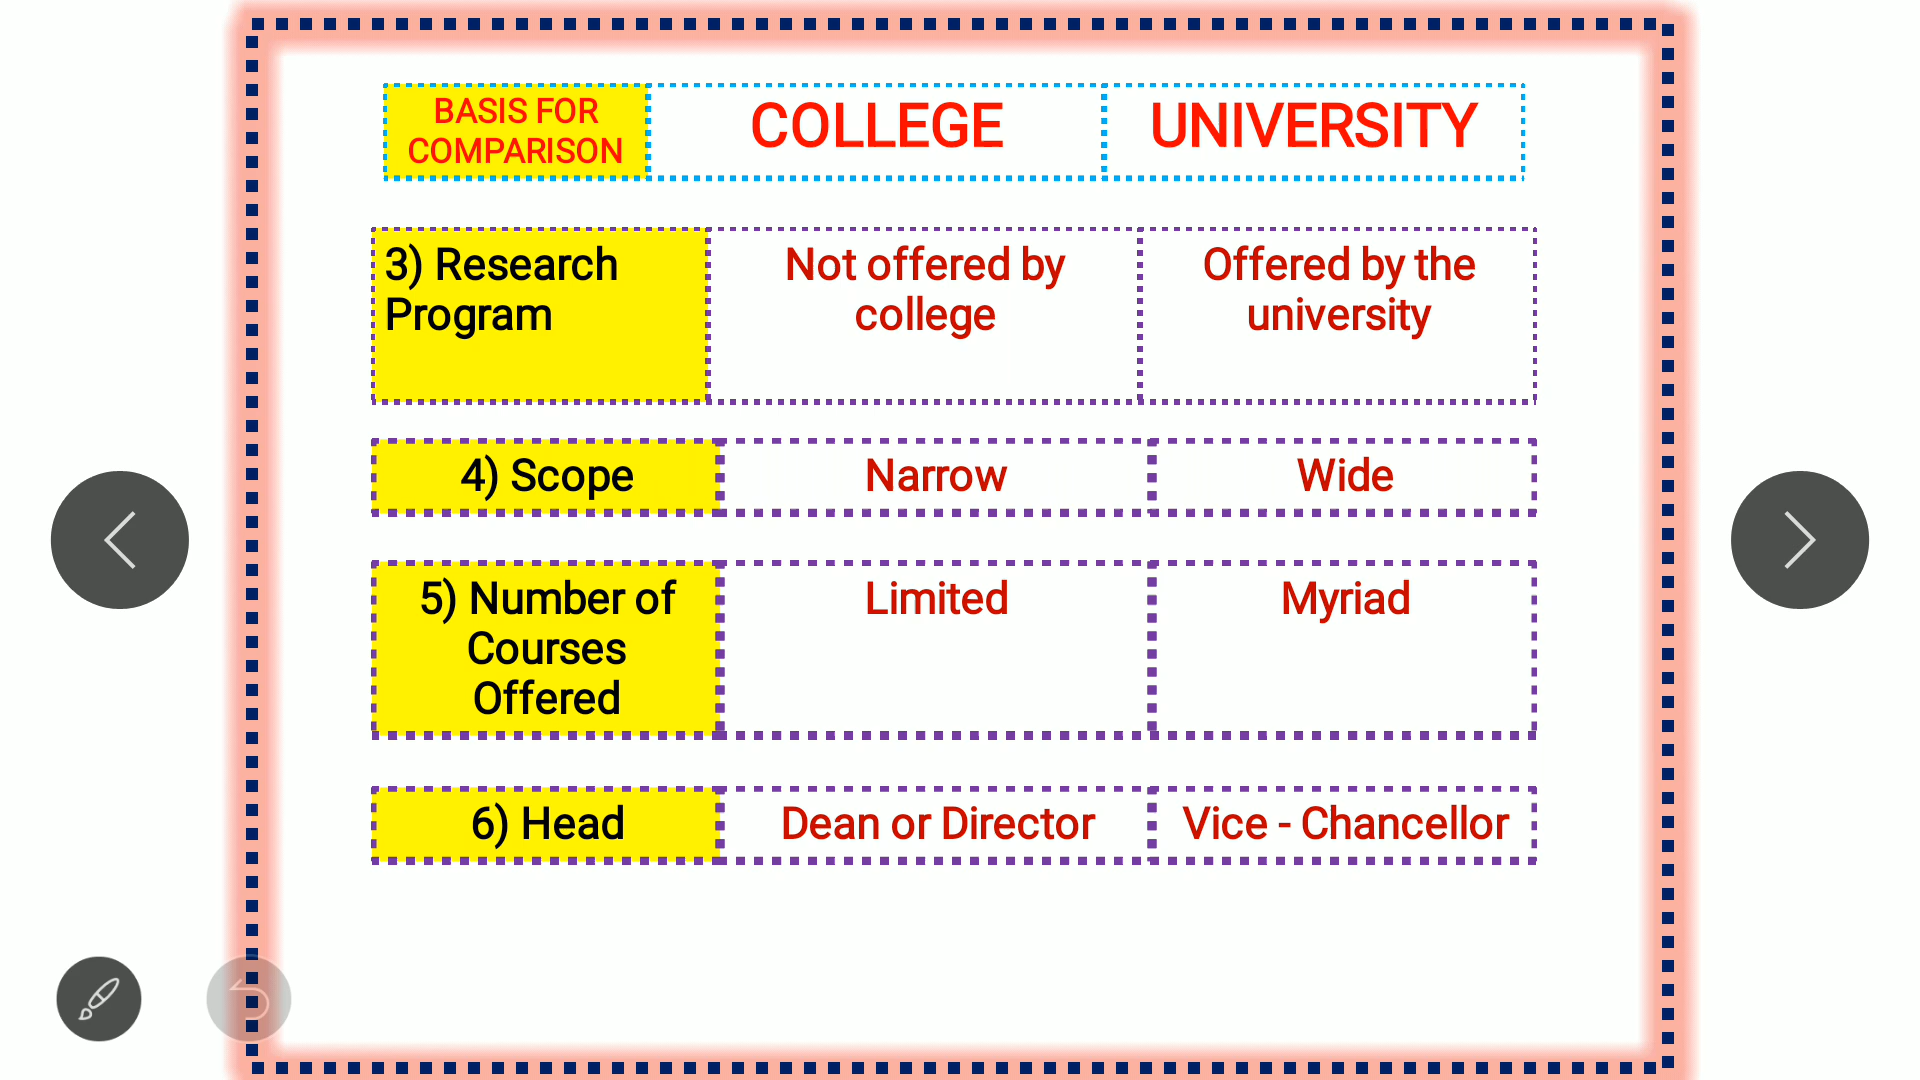 BASIS FOR
COMPARISON
COLLEGE
UNIVERSITY
3) Research
Program
Not offered by
college
Offered by the
university
4) Scope
Narrow
Wide
5) Number of
Courses
Offered
Limited
Myriad
6) Head
Dean or Director
Vice - Chancellor